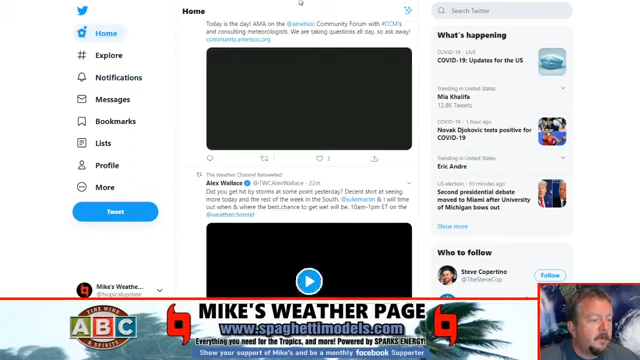 Home
Search Twitter
Home
Explore
Notifications
Messages
Bookmarks
Lists
Profile
More
Tweet
Mike's Weathe...
@tropicalupdate
Today is the day! AMA on the @ametsoc Community Forum with #CCM's
and consulting meteorologists. We are taking questions all day, so ask away!
community.ametsoc.org
The Weather Channel Retweeted
Alex Wallace @TWCAlexWallace · 22m
Did you get hit by storms at some point yesterday? Decent shot at seeing
more today and the rest of the week in the South. @juliemartin & I will time
out when & where the best chance to get wet will be. 10am-1pm ET on the
@weatherchannel
What's happening
COVID-19 · LIVE
COVID-19: Updates for the US
Trending in United States
Mia Khalifa
12.8K Tweets
COVID-19 · 1 hour ago
Novak Djokovic tests positive for
COVID-19
Trending in United States
Eric Andre
US election · 53 minutes ago
Second presidential debate
moved to Miami after University
of Michigan bows out
Show more
Who to follow
Steve Copertino
@TheSteveCop
Follow
FINE WINE
ABC
& SPIRITS
MIKE'S WEATHER PAGE
www.spaghettimodels.com
Everything you need for the Tropics, and more! Powered by SPARKS ENERGY!
Show your support of Mike's and be a monthly facebook Supporter